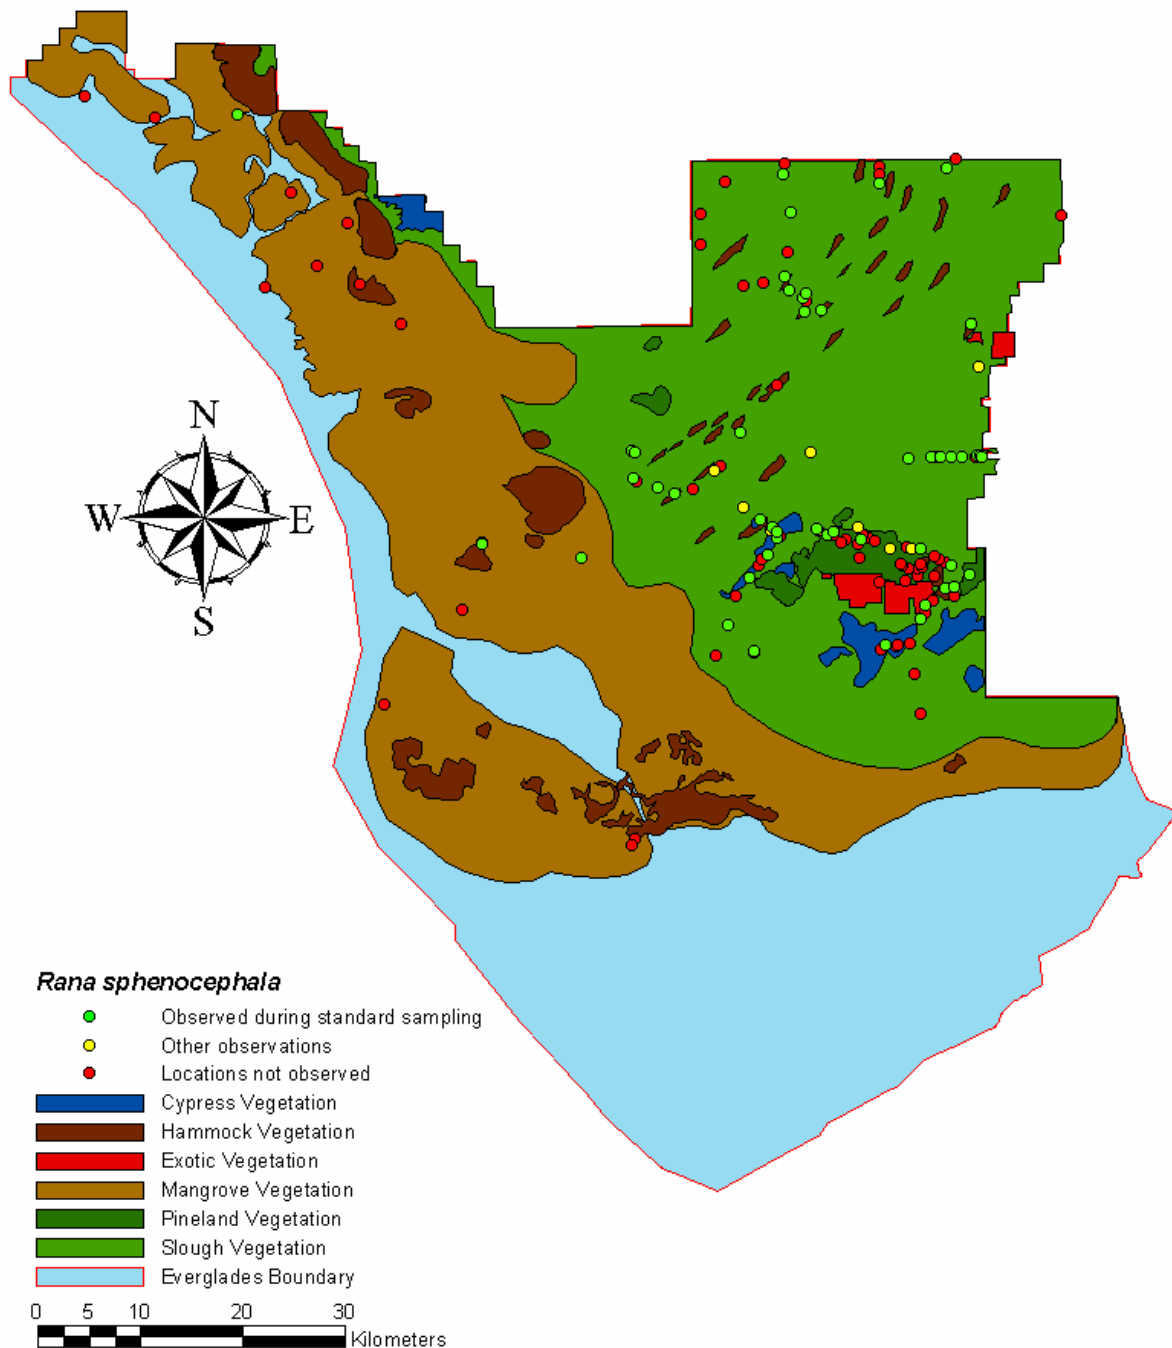 N
W E
S
Rana sphenocephala
Observed during standard sampling
Other observations
Locations not observed
Cypress Vegetation
Hammock Vegetation
Exotic Vegetation
Mangrove Vegetation
Pineland Vegetation
Slough Vegetation
Everglades Boundary
0 5 10 20 30
Kilometers